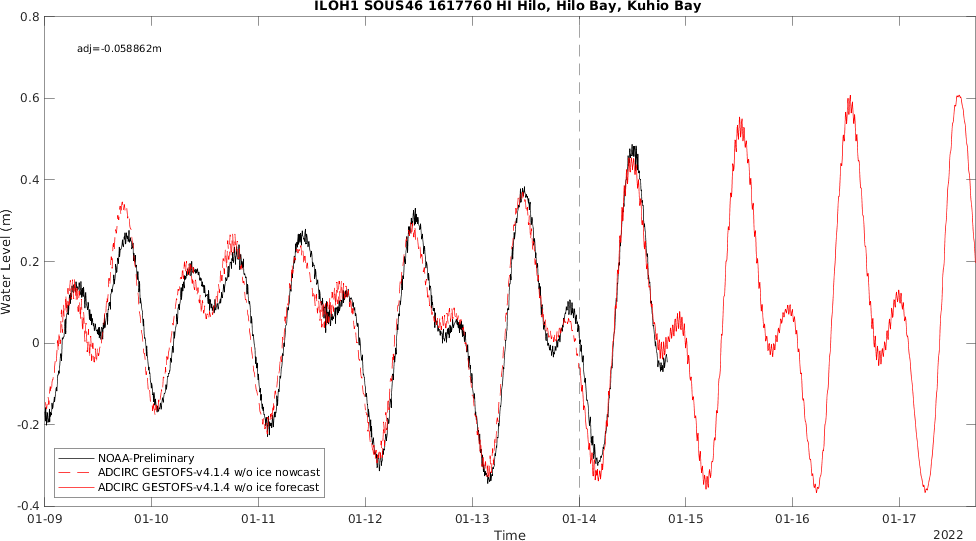 ILOH1 SOUS46 1617760 HI Hilo, Hilo Bay, Kuhio Bay
0.8
adj=-0.058862m
0.6
0.4
0.2
0
-0.2
-0.4
Water Level (m)
NOAA-Preliminary
ADCIRC GESTOFS-v4.1.4 w/o ice nowcast
ADCIRC GESTOFS-v4.1.4 w/o ice forecast
01-09 01-10 01-11 01-12 01-13 01-14 01-15 01-16 01-17
Time
2022